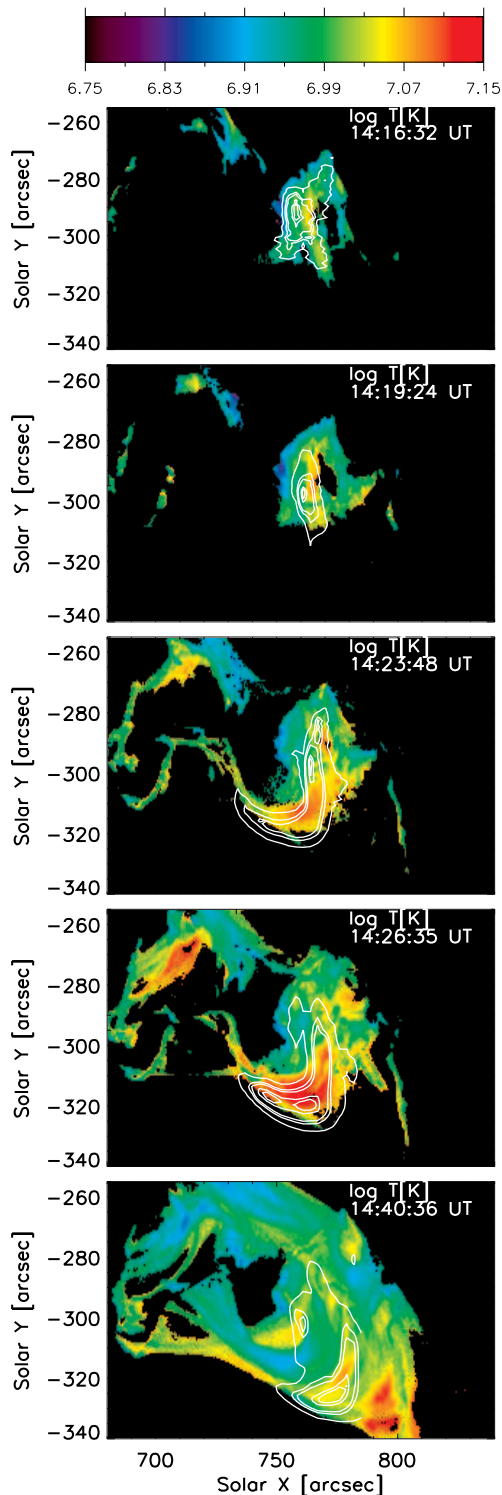 6.75 6.83 6.91 6.99 7.07 7.15
log T[K]
14:16:32 UT
Solar Y [arcsec]
-260
-280
-300
-320
-340
log T[K]
14:19:24 UT
Solar Y [arcsec]
-260
-280
-300
-320
-340
log T[K]
14:23:48 UT
Solar Y [arcsec]
-260
-280
-300
-320
-340
log T[K]
14:26:35 UT
Solar Y [arcsec]
-260
-280
-300
-320
-340
log T[K]
14:40:36 UT
Solar Y [arcsec]
-260
-280
-300
-320
-340
700 750 800
Solar X [arcsec]